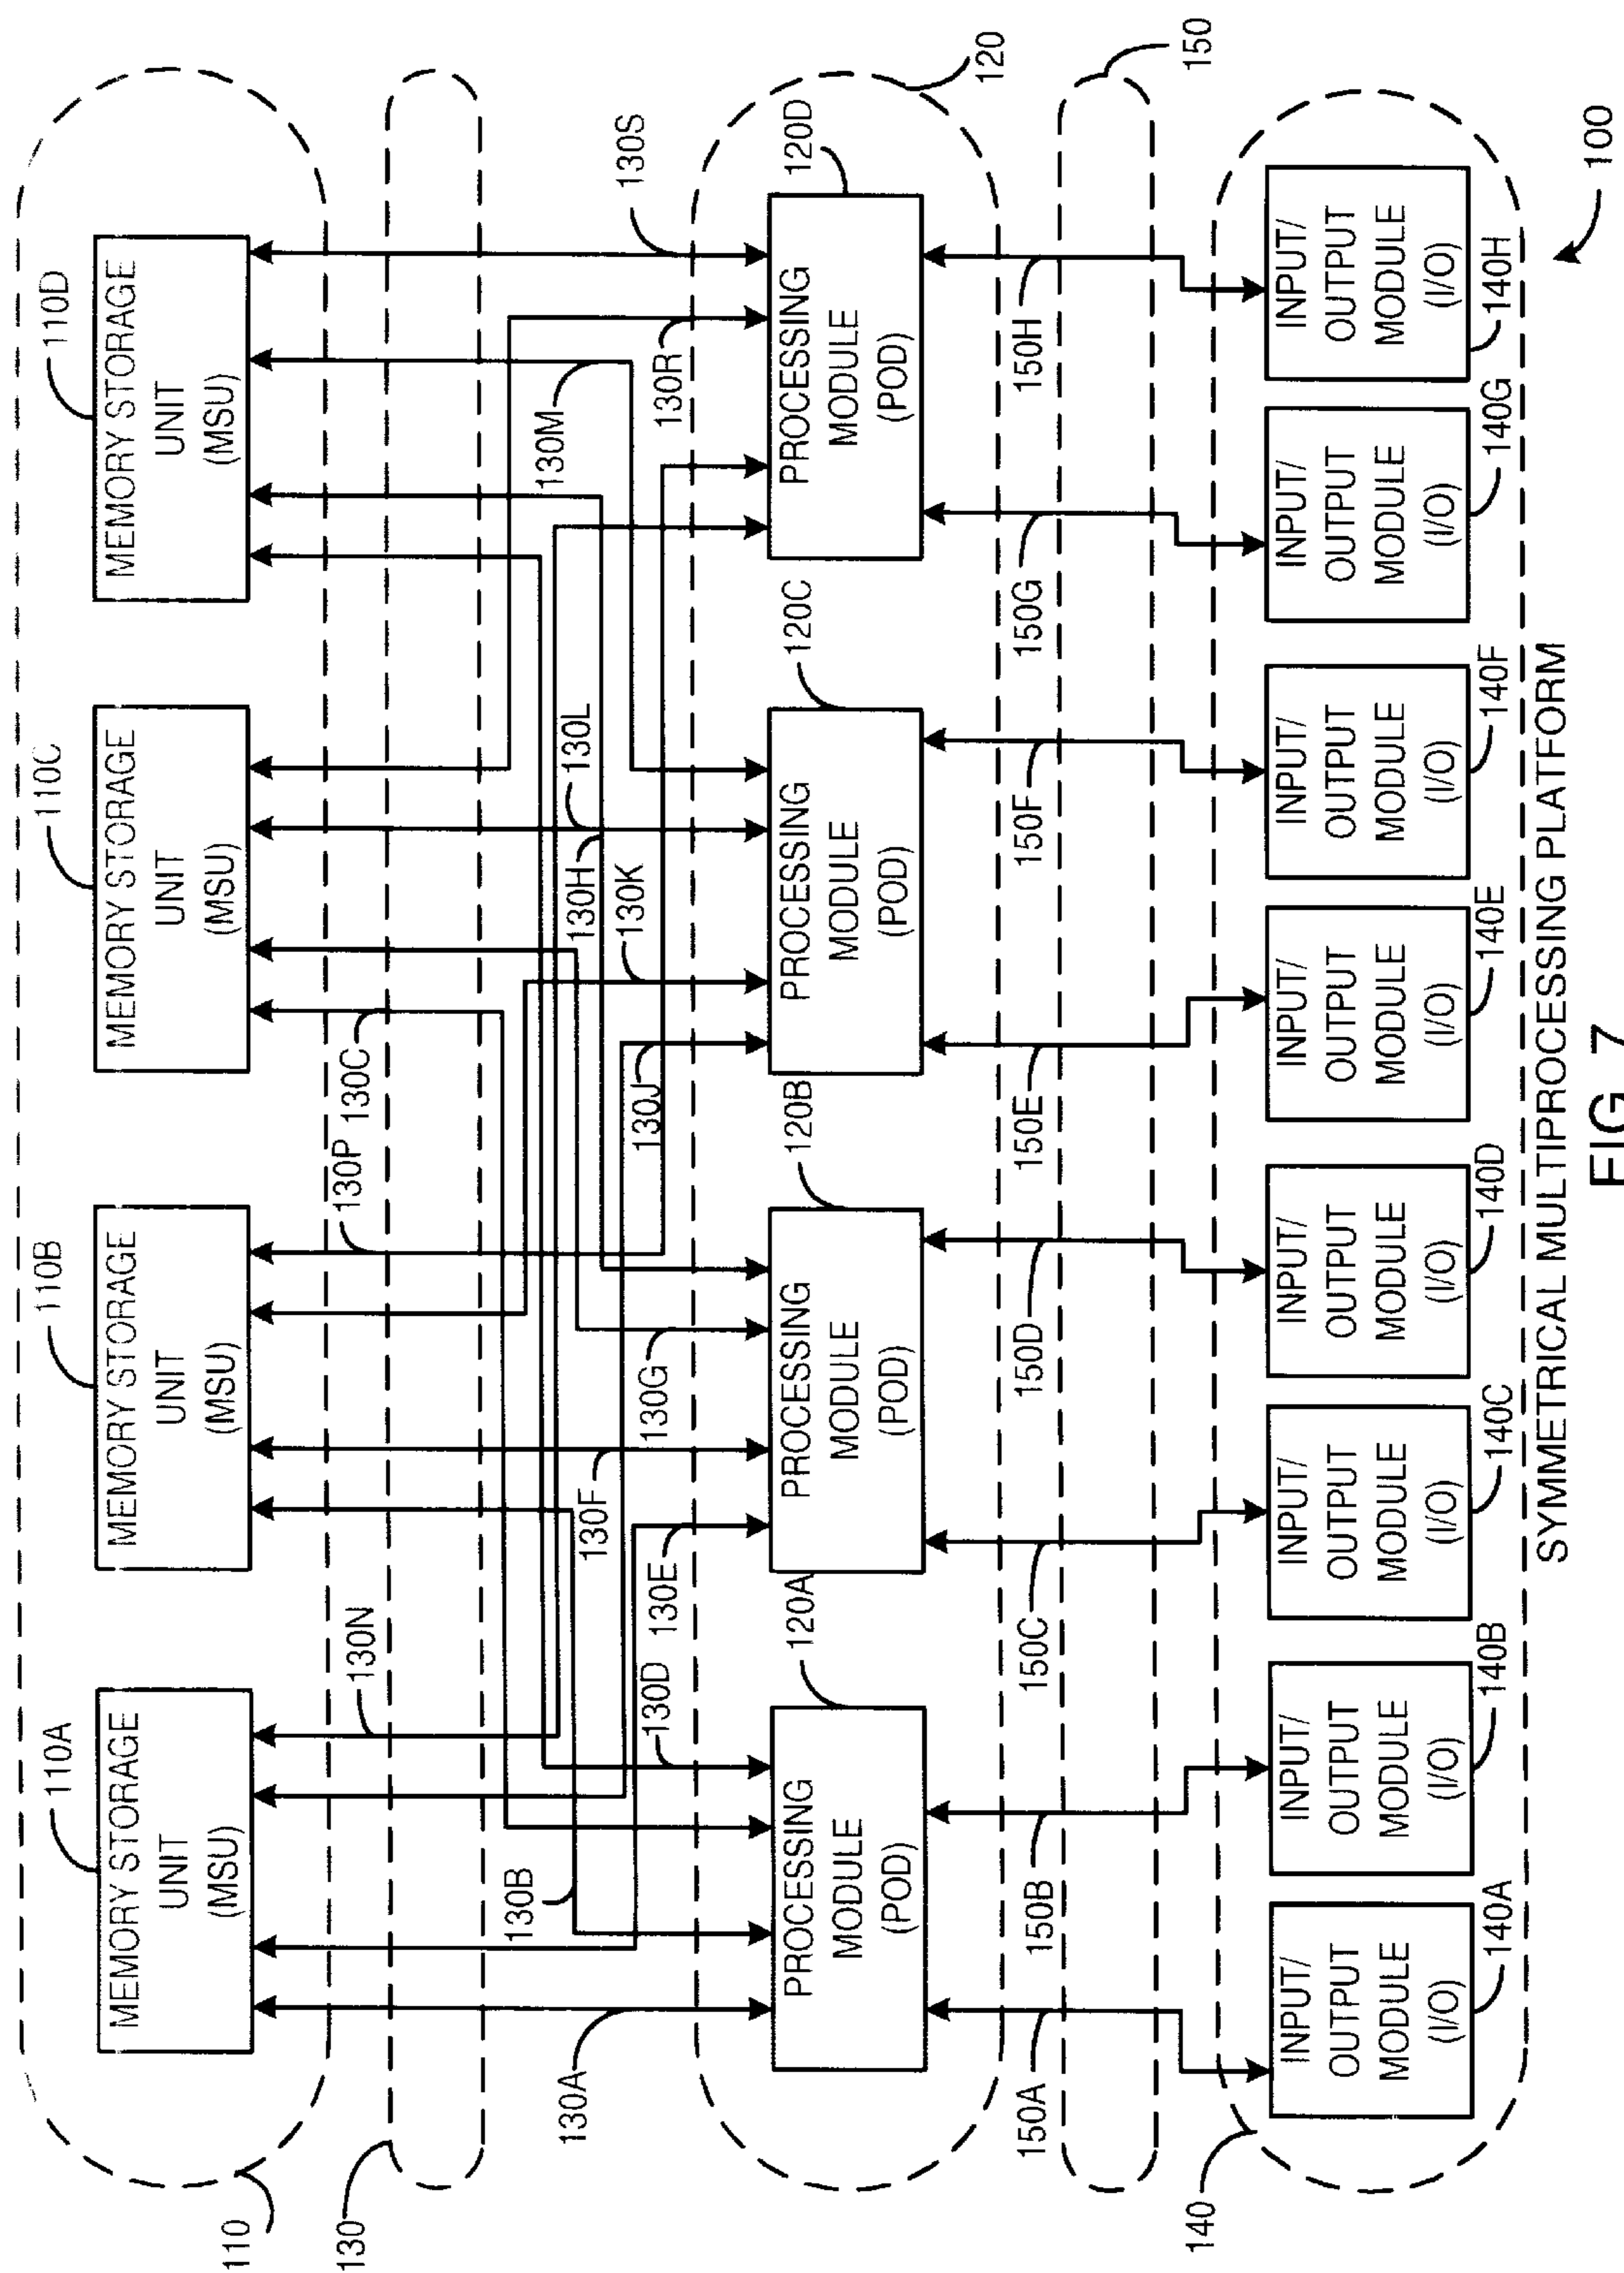 110A
110B
110C
110D
MEMORY STORAGE
UNIT
(MSU)
MEMORY STORAGE
UNIT
(MSU)
MEMORY STORAGE
UNIT
(MSU)
MEMORY STORAGE
UNIT
(MSU)
110
130
130N
130P
130C
130A
130B
130F
130H
130L
130M
130D
130E
130G
130J
130K
130R
130S
120A
120B
120C
120D
120
PROCESSING
MODULE
(POD)
PROCESSING
MODULE
(POD)
PROCESSING
MODULE
(POD)
PROCESSING
MODULE
(POD)
150A
150B
150C
150D
150E
150F
150G
150H
150
140
INPUT/
OUTPUT
MODULE
(I/O)
INPUT/
OUTPUT
MODULE
(I/O)
INPUT/
OUTPUT
MODULE
(I/O)
INPUT/
OUTPUT
MODULE
(I/O)
INPUT/
OUTPUT
MODULE
(I/O)
INPUT/
OUTPUT
MODULE
(I/O)
INPUT/
OUTPUT
MODULE
(I/O)
INPUT/
OUTPUT
MODULE
(I/O)
140A
140B
140C
140D
140E
140F
140G
140H
100
SYMMETRICAL MULTIPROCESSING PLATFORM
FIG. 7